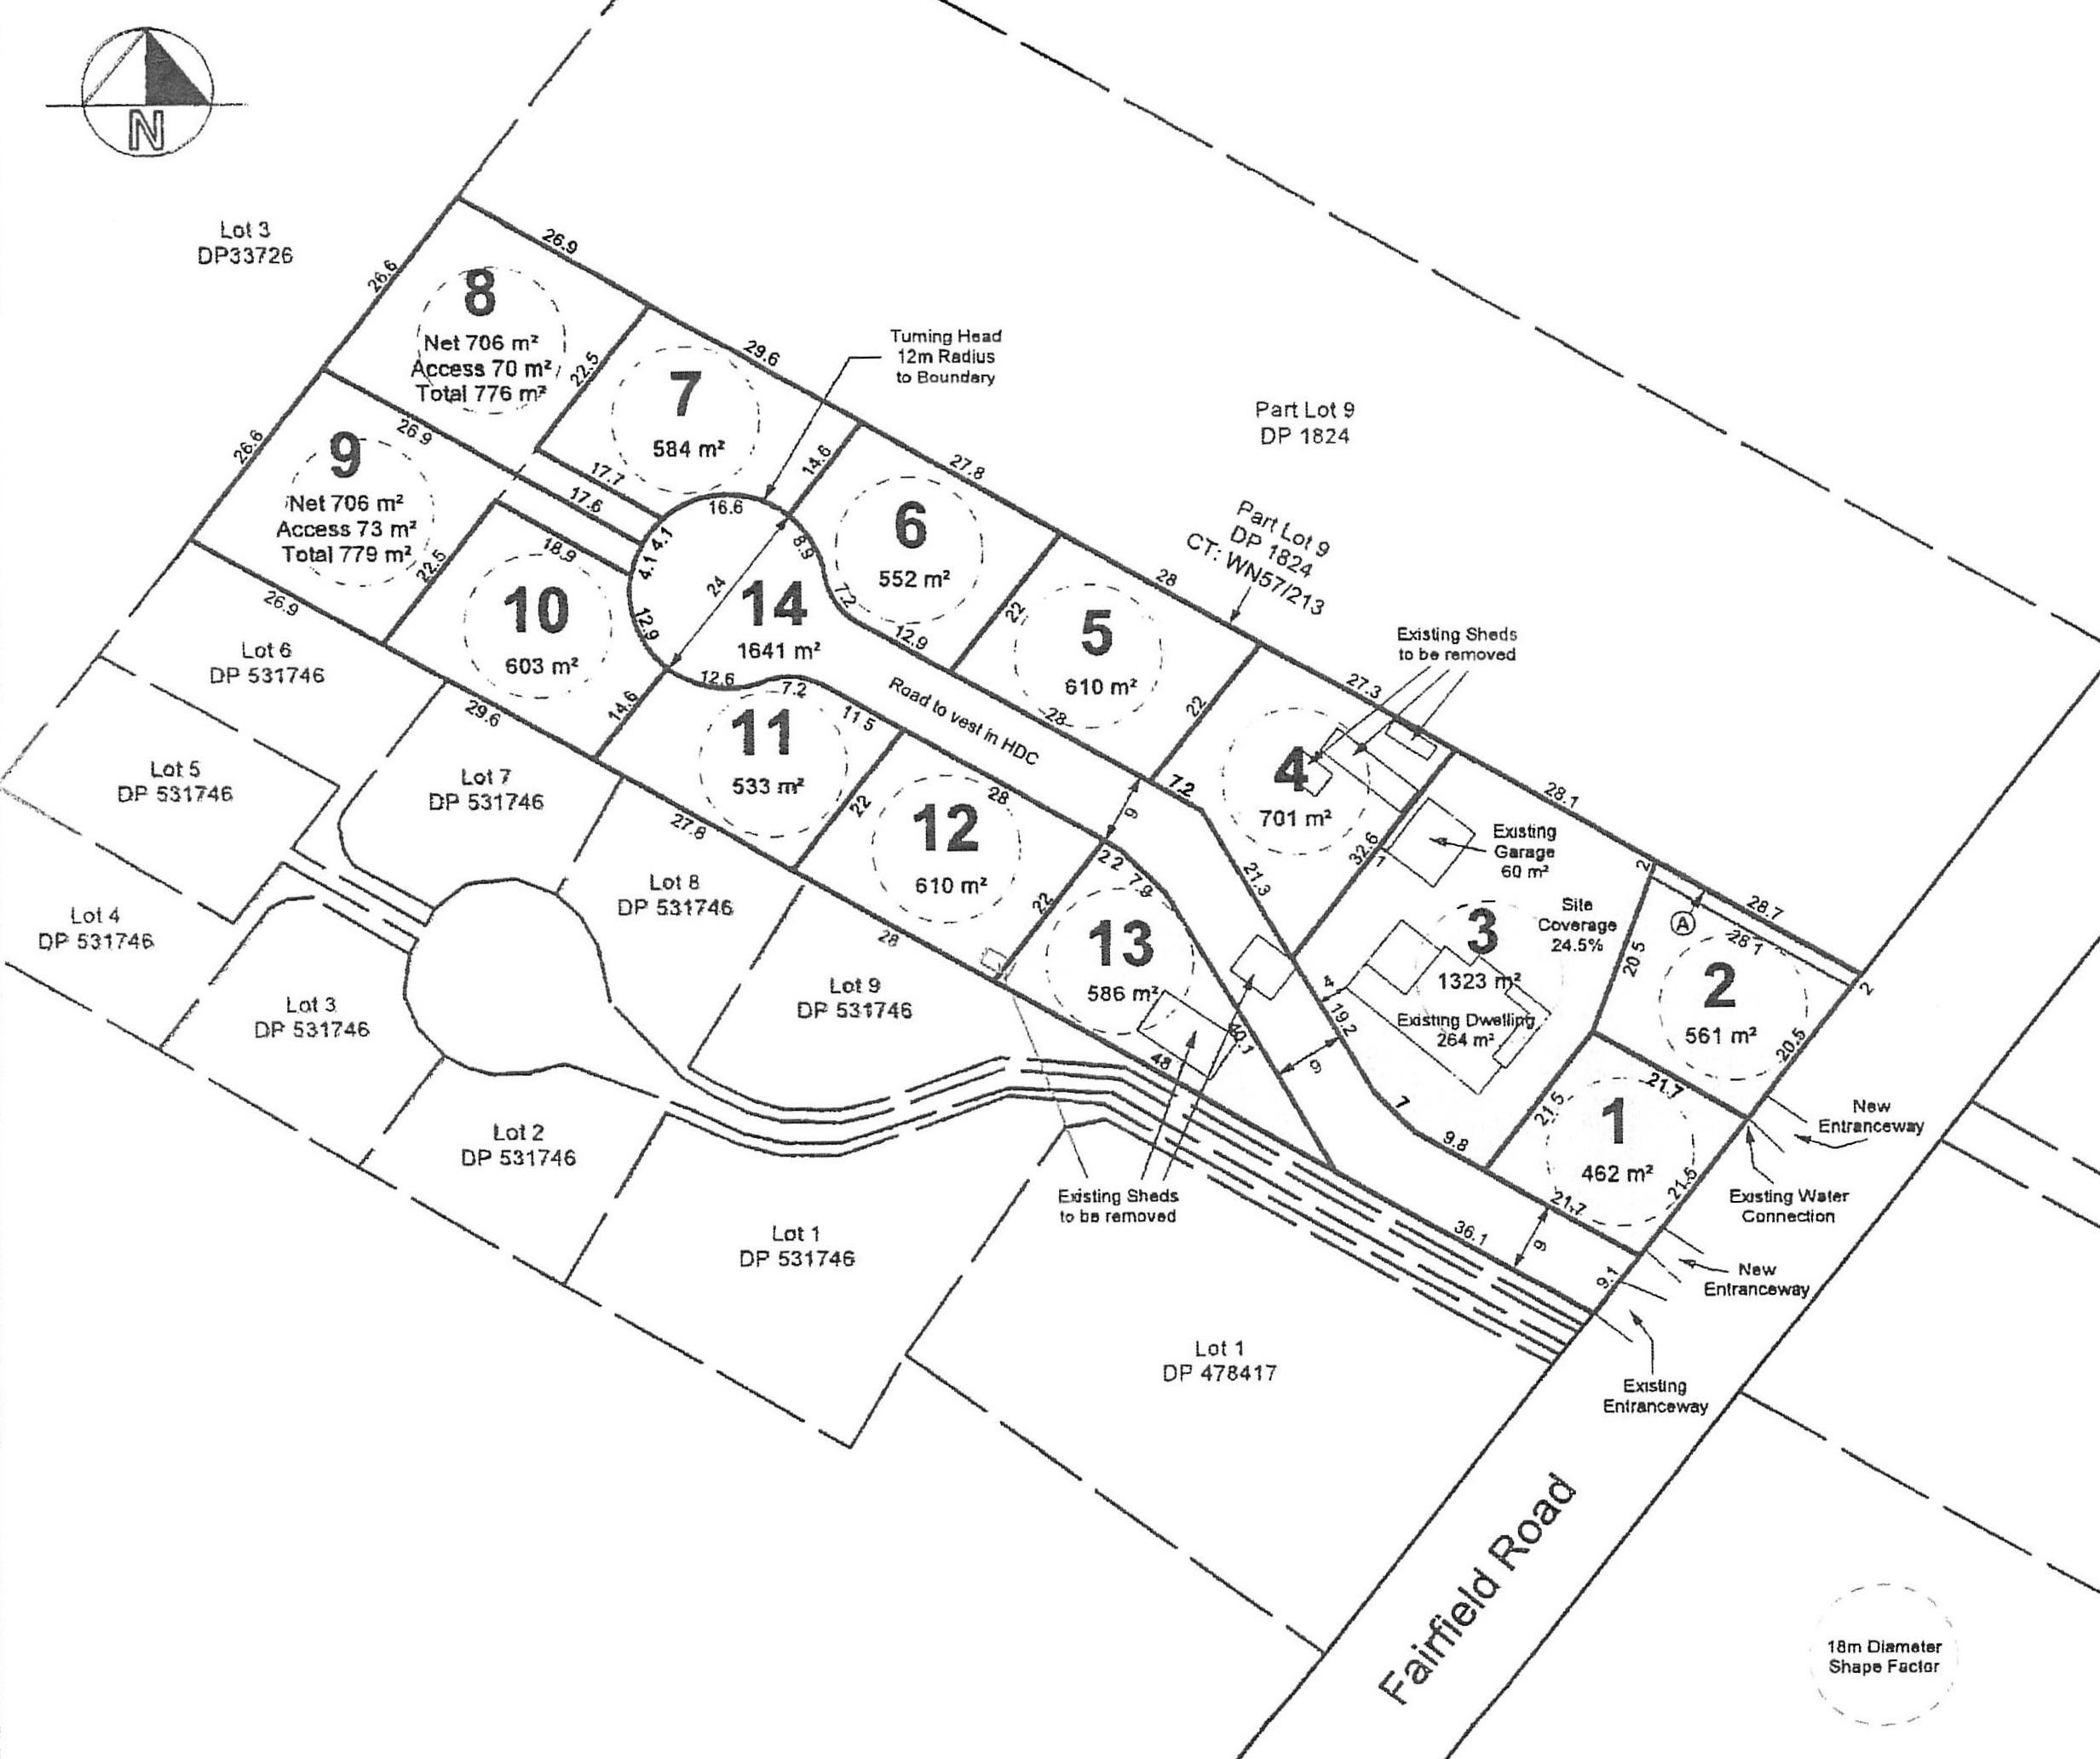 N
Lot 3
DP33726
26.9
26.6
8
Net 706 m²
Access 70 m²
Total 776 m²
22.5
29.6
7
584 m²
Turning Head
12m Radius
to Boundary
14.6
27.8
Part Lot 9
DP 1824
26.6
26.9
9
Net 706 m²
Access 73 m²
Total 779 m²
22.5
17.7
17.6
16.6
4.1
4.1
8.9
6
552 m²
Part Lot 9
DP 1824
CT: WN57/213
28
18.9
10
603 m²
12.9
24
14
1641 m²
7.2
12.9
22
5
610 m²
28
22
Existing Sheds
to be removed
27.3
26.9
Lot 6
DP 531746
29.6
14.6
12.6
7.2
11.5
11
533 m²
Road to vest in HDC
7.2
4
701 m²
28.1
Lot 5
DP 531746
Lot 7
DP 531746
27.8
22
28
12
610 m²
9
2.2
7.9
21.3
32.6
1
Existing
Garage
60 m²
2
28.7
A
28.1
2
Lot 4
DP 531746
Lot 8
DP 531746
28
22
13
586 m²
3
1323 m²
Site
Coverage
24.5%
20.5
2
561 m²
20.5
Lot 3
DP 531746
Lot 9
DP 531746
48
40.1
4
19.2
9
Existing Dwelling
264 m²
21.7
New
Entranceway
Lot 2
DP 531746
7
9.8
21.5
1
462 m²
21.5
21.7
Existing Water
Connection
Existing Sheds
to be removed
Lot 1
DP 531746
36.1
9
9.1
New
Entranceway
Lot 1
DP 478417
Existing
Entranceway
Fairfield Road
18m Diameter
Shape Factor